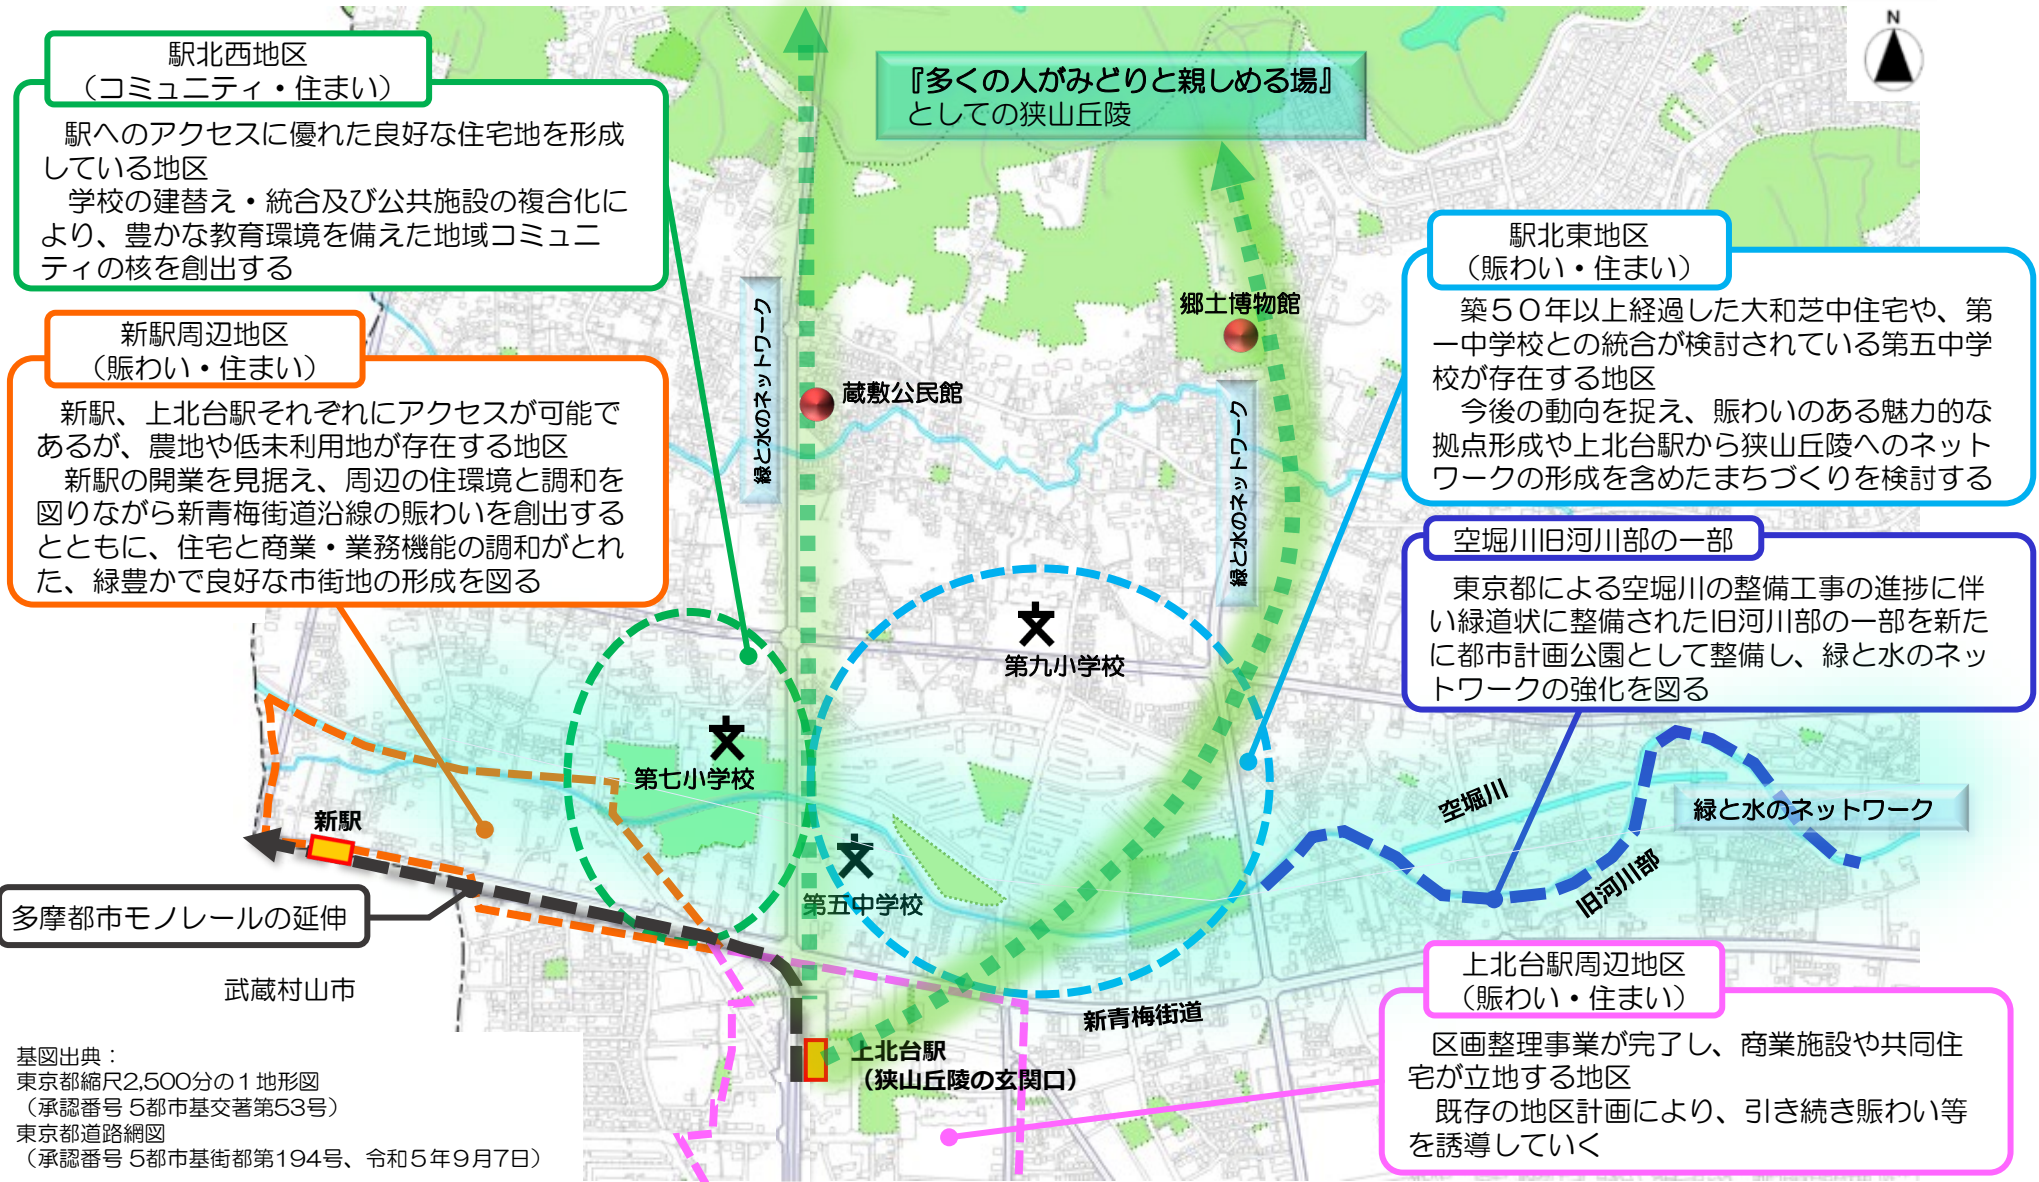 駅北西地区
（コミュニティ・住まい）
駅へのアクセスに優れた良好な住宅地を形成
している地区
学校の建替え・統合及び公共施設の複合化に
より、豊かな教育環境を備えた地域コミュニ
ティの核を創出する
新駅周辺地区
（賑わい・住まい）
新駅、上北台駅それぞれにアクセスが可能で
あるが、農地や低未利用地が存在する地区
新駅の開業を見据え、周辺の住環境と調和を
図りながら新青梅街道沿線の賑わいを創出する
とともに、住宅と商業・業務機能の調和がとれ
た、緑豊かで良好な市街地の形成を図る
『多くの人がみどりと親しめる場』
としての狭山丘陵
N
駅北東地区
（賑わい・住まい）
築５０年以上経過した大和芝中住宅や、第
一中学校との統合が検討されている第五中学
校が存在する地区
今後の動向を捉え、賑わいのある魅力的な
拠点形成や上北台駅から狭山丘陵へのネット
ワークの形成を含めたまちづくりを検討する
空堀川旧河川部の一部
東京都による空堀川の整備工事の進捗に伴
い緑道状に整備された旧河川部の一部を新た
に都市計画公園として整備し、緑と水のネッ
トワークの強化を図る
緑と水のネットワーク
蔵敷公民館
郷土博物館
緑と水のネットワーク
第九小学校
第七小学校
第五中学校
新駅
空堀川
旧河川部
緑と水のネットワーク
多摩都市モノレールの延伸
武蔵村山市
新青梅街道
上北台駅
（狭山丘陵の玄関口）
上北台駅周辺地区
（賑わい・住まい）
区画整理事業が完了し、商業施設や共同住
宅が立地する地区
既存の地区計画により、引き続き賑わい等
を誘導していく
基図出典：
東京都縮尺2,500分の１地形図
（承認番号 5都市基交著第53号）
東京都道路網図
（承認番号 5都市基街都第194号、令和５年９月7日）